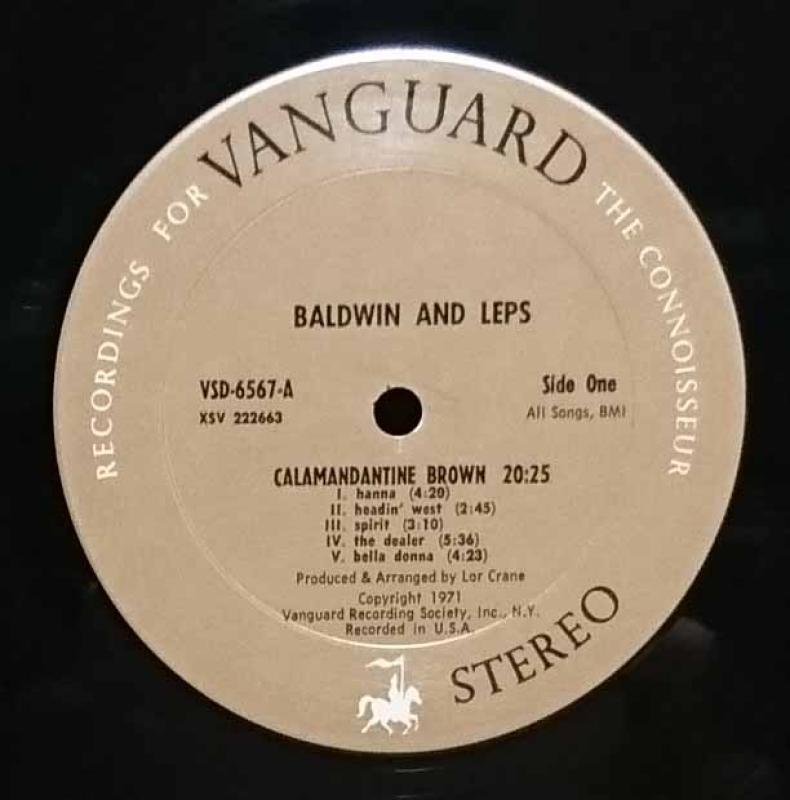 RECORDINGS FOR VANGUARD THE CONNOISSEUR
BALDWIN AND LEPS
VSD-6567-A
XSV 222663
Side One
All Songs, BMI
CALAMANDANTINE BROWN 20:25
I. hanna (4:20)
II. headin' west (2:45)
III. spirit (3:10)
IV. the dealer (5:36)
V. bella donna (4:23)
Produced & Arranged by Lor Crane
Copyright 1971
Vanguard Recording Society, Inc., N.Y.
Recorded in U.S.A.
STEREO